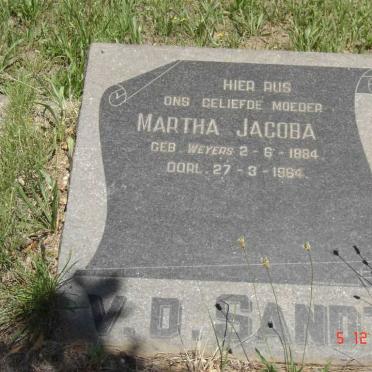 HIER RUS
ONS GELIEFDE MOEDER
MARTHA JACOBA
GEB. WEYERS 2-6-1884
OORL. 27-3-1964.
V.D. SAND
5 12